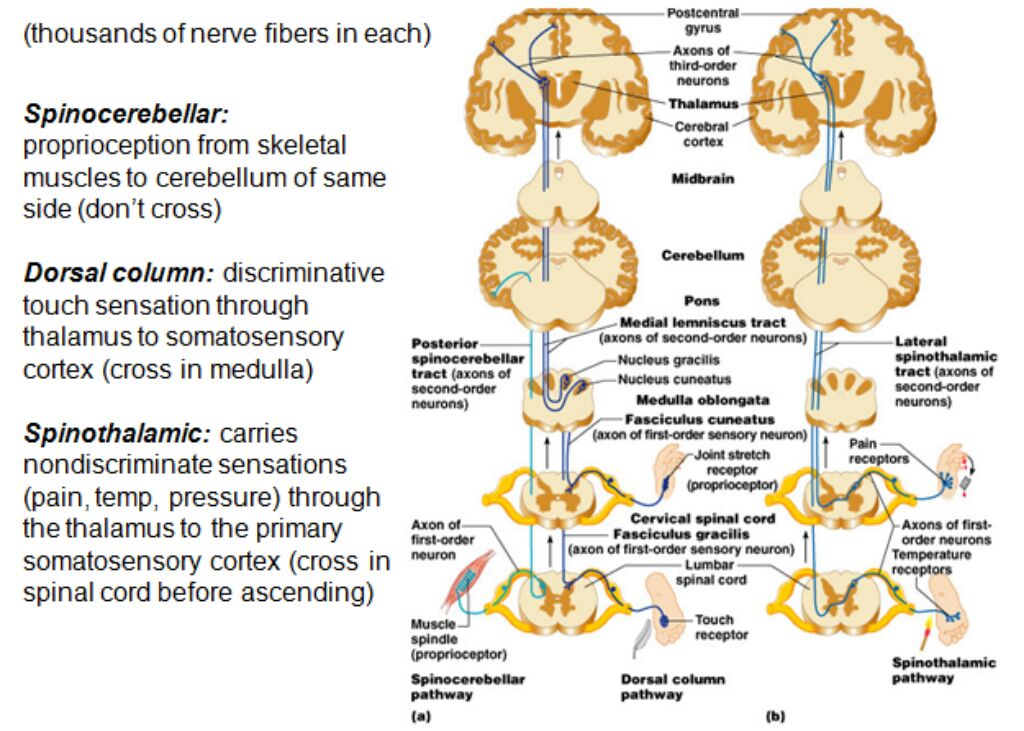 (thousands of nerve fibers in each)
Spinocerebellar:
proprioception from skeletal
muscles to cerebellum of same
side (don't cross)
Dorsal column: discriminative
touch sensation through
thalamus to somatosensory
cortex (cross in medulla)
Spinothalamic: carries
nondiscriminate sensations
(pain, temp, pressure) through
the thalamus to the primary
somatosensory cortex (cross in
spinal cord before ascending)
Postcentral
gyrus
Axons of
third-order
neurons
Thalamus
Cerebral
cortex
Midbrain
Cerebellum
Pons
Medial lemniscus tract
(axons of second-order neurons)
Posterior
spinocerebellar
tract (axons of
second-order
neurons)
Nucleus gracilis
Nucleus cuneatus
Medulla oblongata
Fasciculus cuneatus
(axon of first-order sensory neuron)
Joint stretch
receptor
(proprioceptor)
Cervical spinal cord
Axon of
first-order
neuron
Fasciculus gracilis
(axon of first-order sensory neuron)
Lumbar
spinal cord
Muscle
spindle
(proprioceptor)
Touch
receptor
Spinocerebellar
pathway
Dorsal column
pathway
(a)
Lateral
spinothalamic
tract (axons of
second-order
neurons)
Pain
receptors
Axons of first-
order neurons
Temperature
receptors
Spinothalamic
pathway
(b)